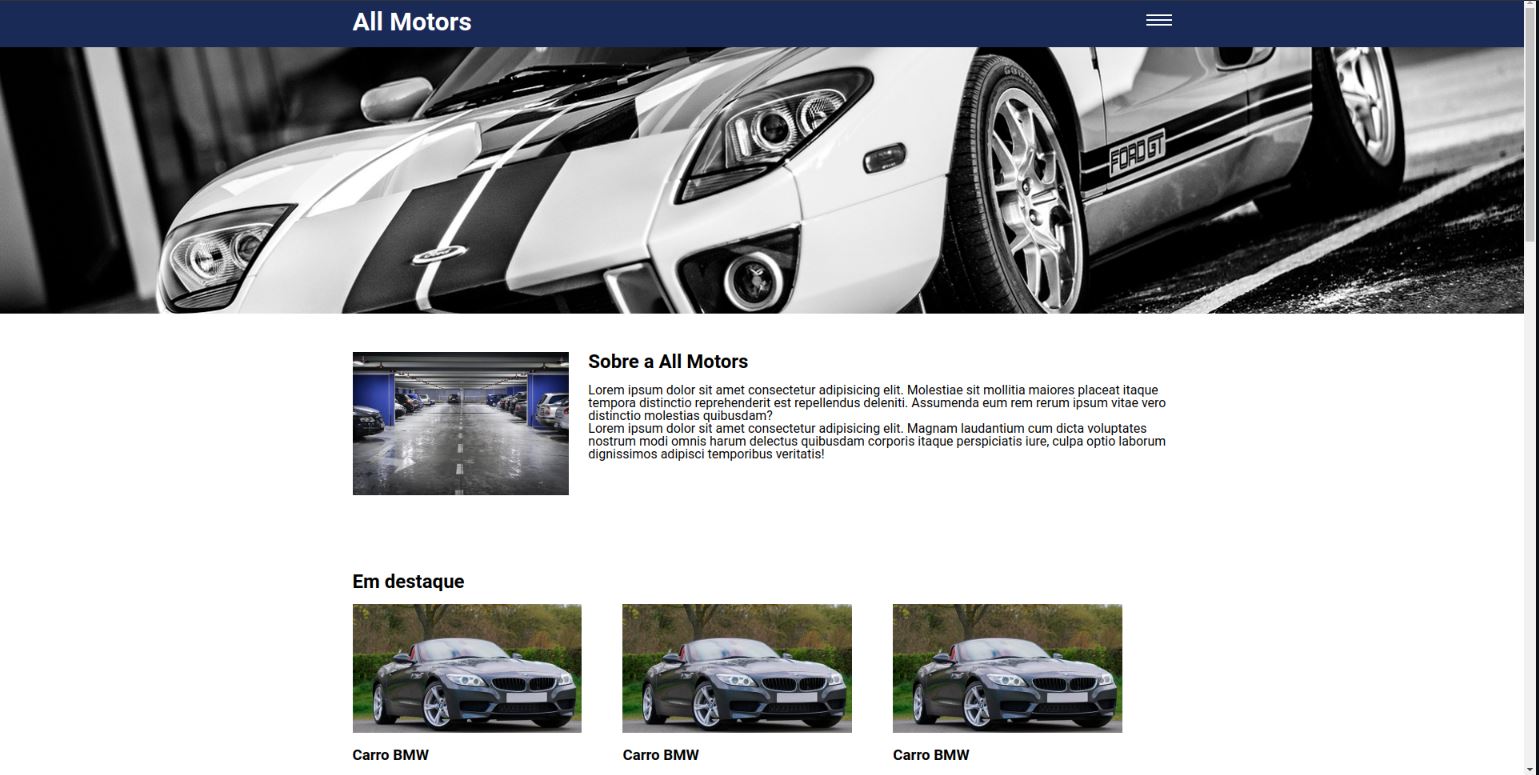 All Motors
FORD GT
Sobre a All Motors
Lorem ipsum dolor sit amet consectetur adipisicing elit. Molestiae sit mollitia maiores placeat itaque
tempora distinctio reprehenderit est repellendus deleniti. Assumenda eum rem rerum ipsum vitae vero
distinctio molestias quibusdam?
Lorem ipsum dolor sit amet consectetur adipisicing elit. Magnam laudantium cum dicta voluptates
nostrum modi omnis harum delectus quibusdam corporis itaque perspiciatis iure, culpa optio laborum
dignissimos adipisci temporibus veritatis!
Em destaque
Carro BMW
Carro BMW
Carro BMW